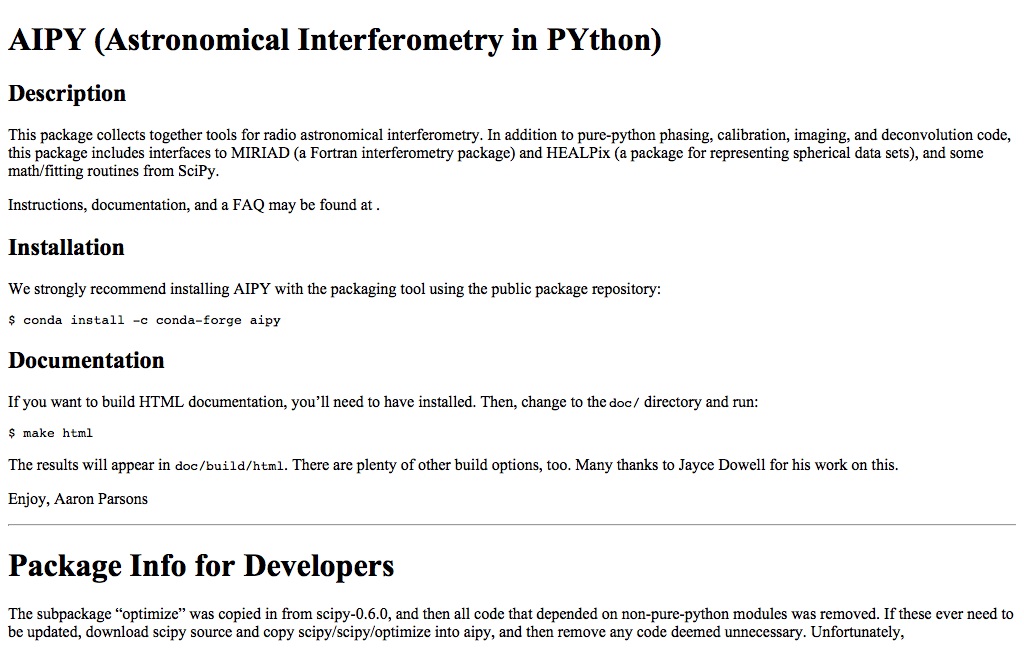 AIPY (Astronomical Interferometry in PYthon)
Description
This package collects together tools for radio astronomical interferometry. In addition to pure-python phasing, calibration, imaging, and deconvolution code,
this package includes interfaces to MIRIAD (a Fortran interferometry package) and HEALPix (a package for representing spherical data sets), and some
math/fitting routines from SciPy.
Instructions, documentation, and a FAQ may be found at .
Installation
We strongly recommend installing AIPY with the packaging tool using the public package repository:
$ conda install -c conda-forge aipy
Documentation
If you want to build HTML documentation, you’ll need to have installed. Then, change to the doc/ directory and run:
$ make html
The results will appear in doc/build/html. There are plenty of other build options, too. Many thanks to Jayce Dowell for his work on this.
Enjoy, Aaron Parsons
Package Info for Developers
The subpackage “optimize” was copied in from scipy-0.6.0, and then all code that depended on non-pure-python modules was removed. If these ever need to
be updated, download scipy source and copy scipy/scipy/optimize into aipy, and then remove any code deemed unnecessary. Unfortunately,